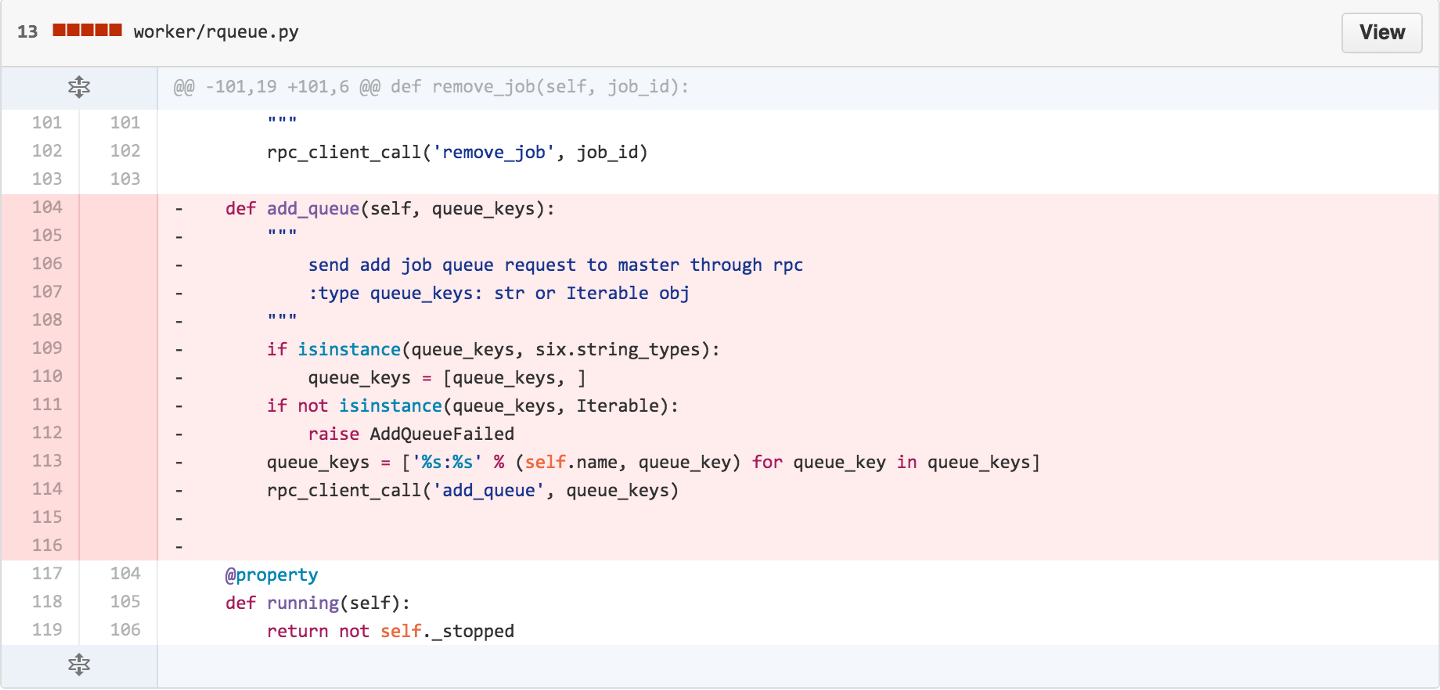 13 worker/rqueue.py View
@@ -101,19 +101,6 @@ def remove_job(self, job_id):
101 101         """
102 102         rpc_client_call('remove_job', job_id)
103 103
104 -    def add_queue(self, queue_keys):
105 -        """
106 -            send add job queue request to master through rpc
107 -            :type queue_keys: str or Iterable obj
108 -        """
109 -        if isinstance(queue_keys, six.string_types):
110 -            queue_keys = [queue_keys, ]
111 -        if not isinstance(queue_keys, Iterable):
112 -            raise AddQueueFailed
113 -        queue_keys = ['%s:%s' % (self.name, queue_key) for queue_key in queue_keys]
114 -        rpc_client_call('add_queue', queue_keys)
115 -
116 -
117 104     @property
118 105     def running(self):
119 106         return not self._stopped